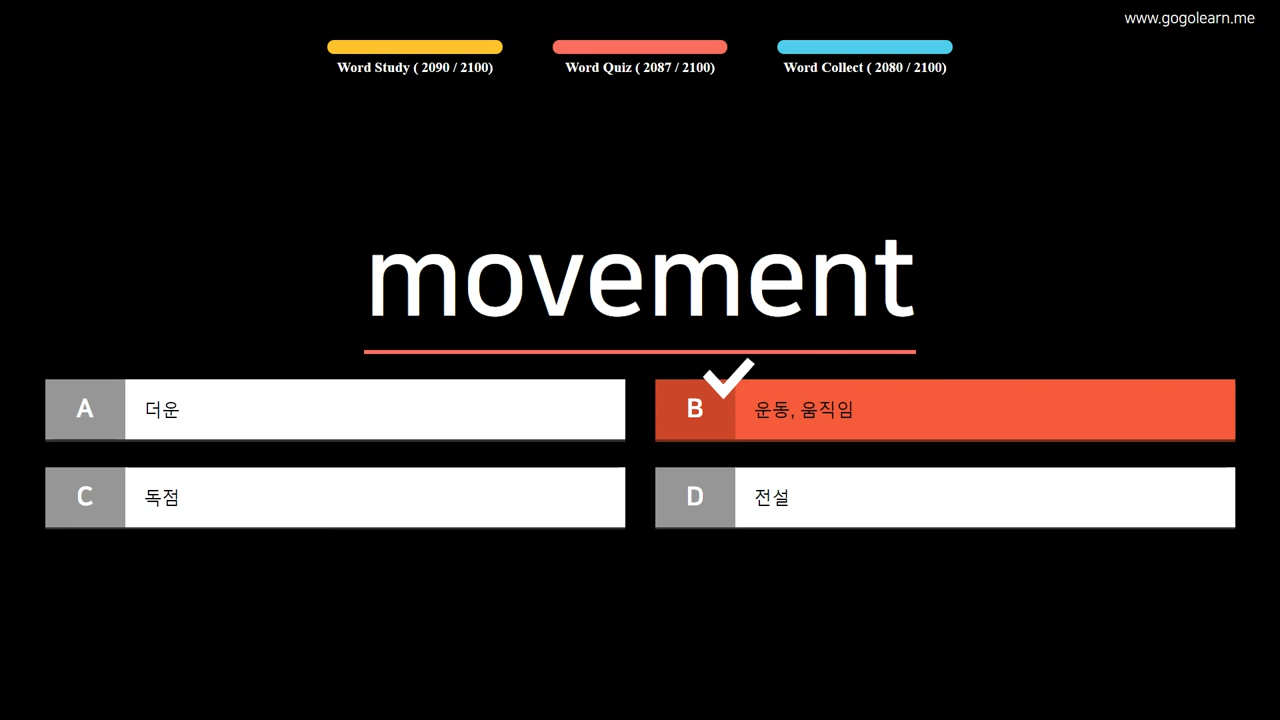 www.gogolearn.me
Word Study ( 2090 / 2100)
Word Quiz ( 2087 / 2100)
Word Collect ( 2080 / 2100)
movement
A 더운
B 운동, 움직임
C 독점
D 전설